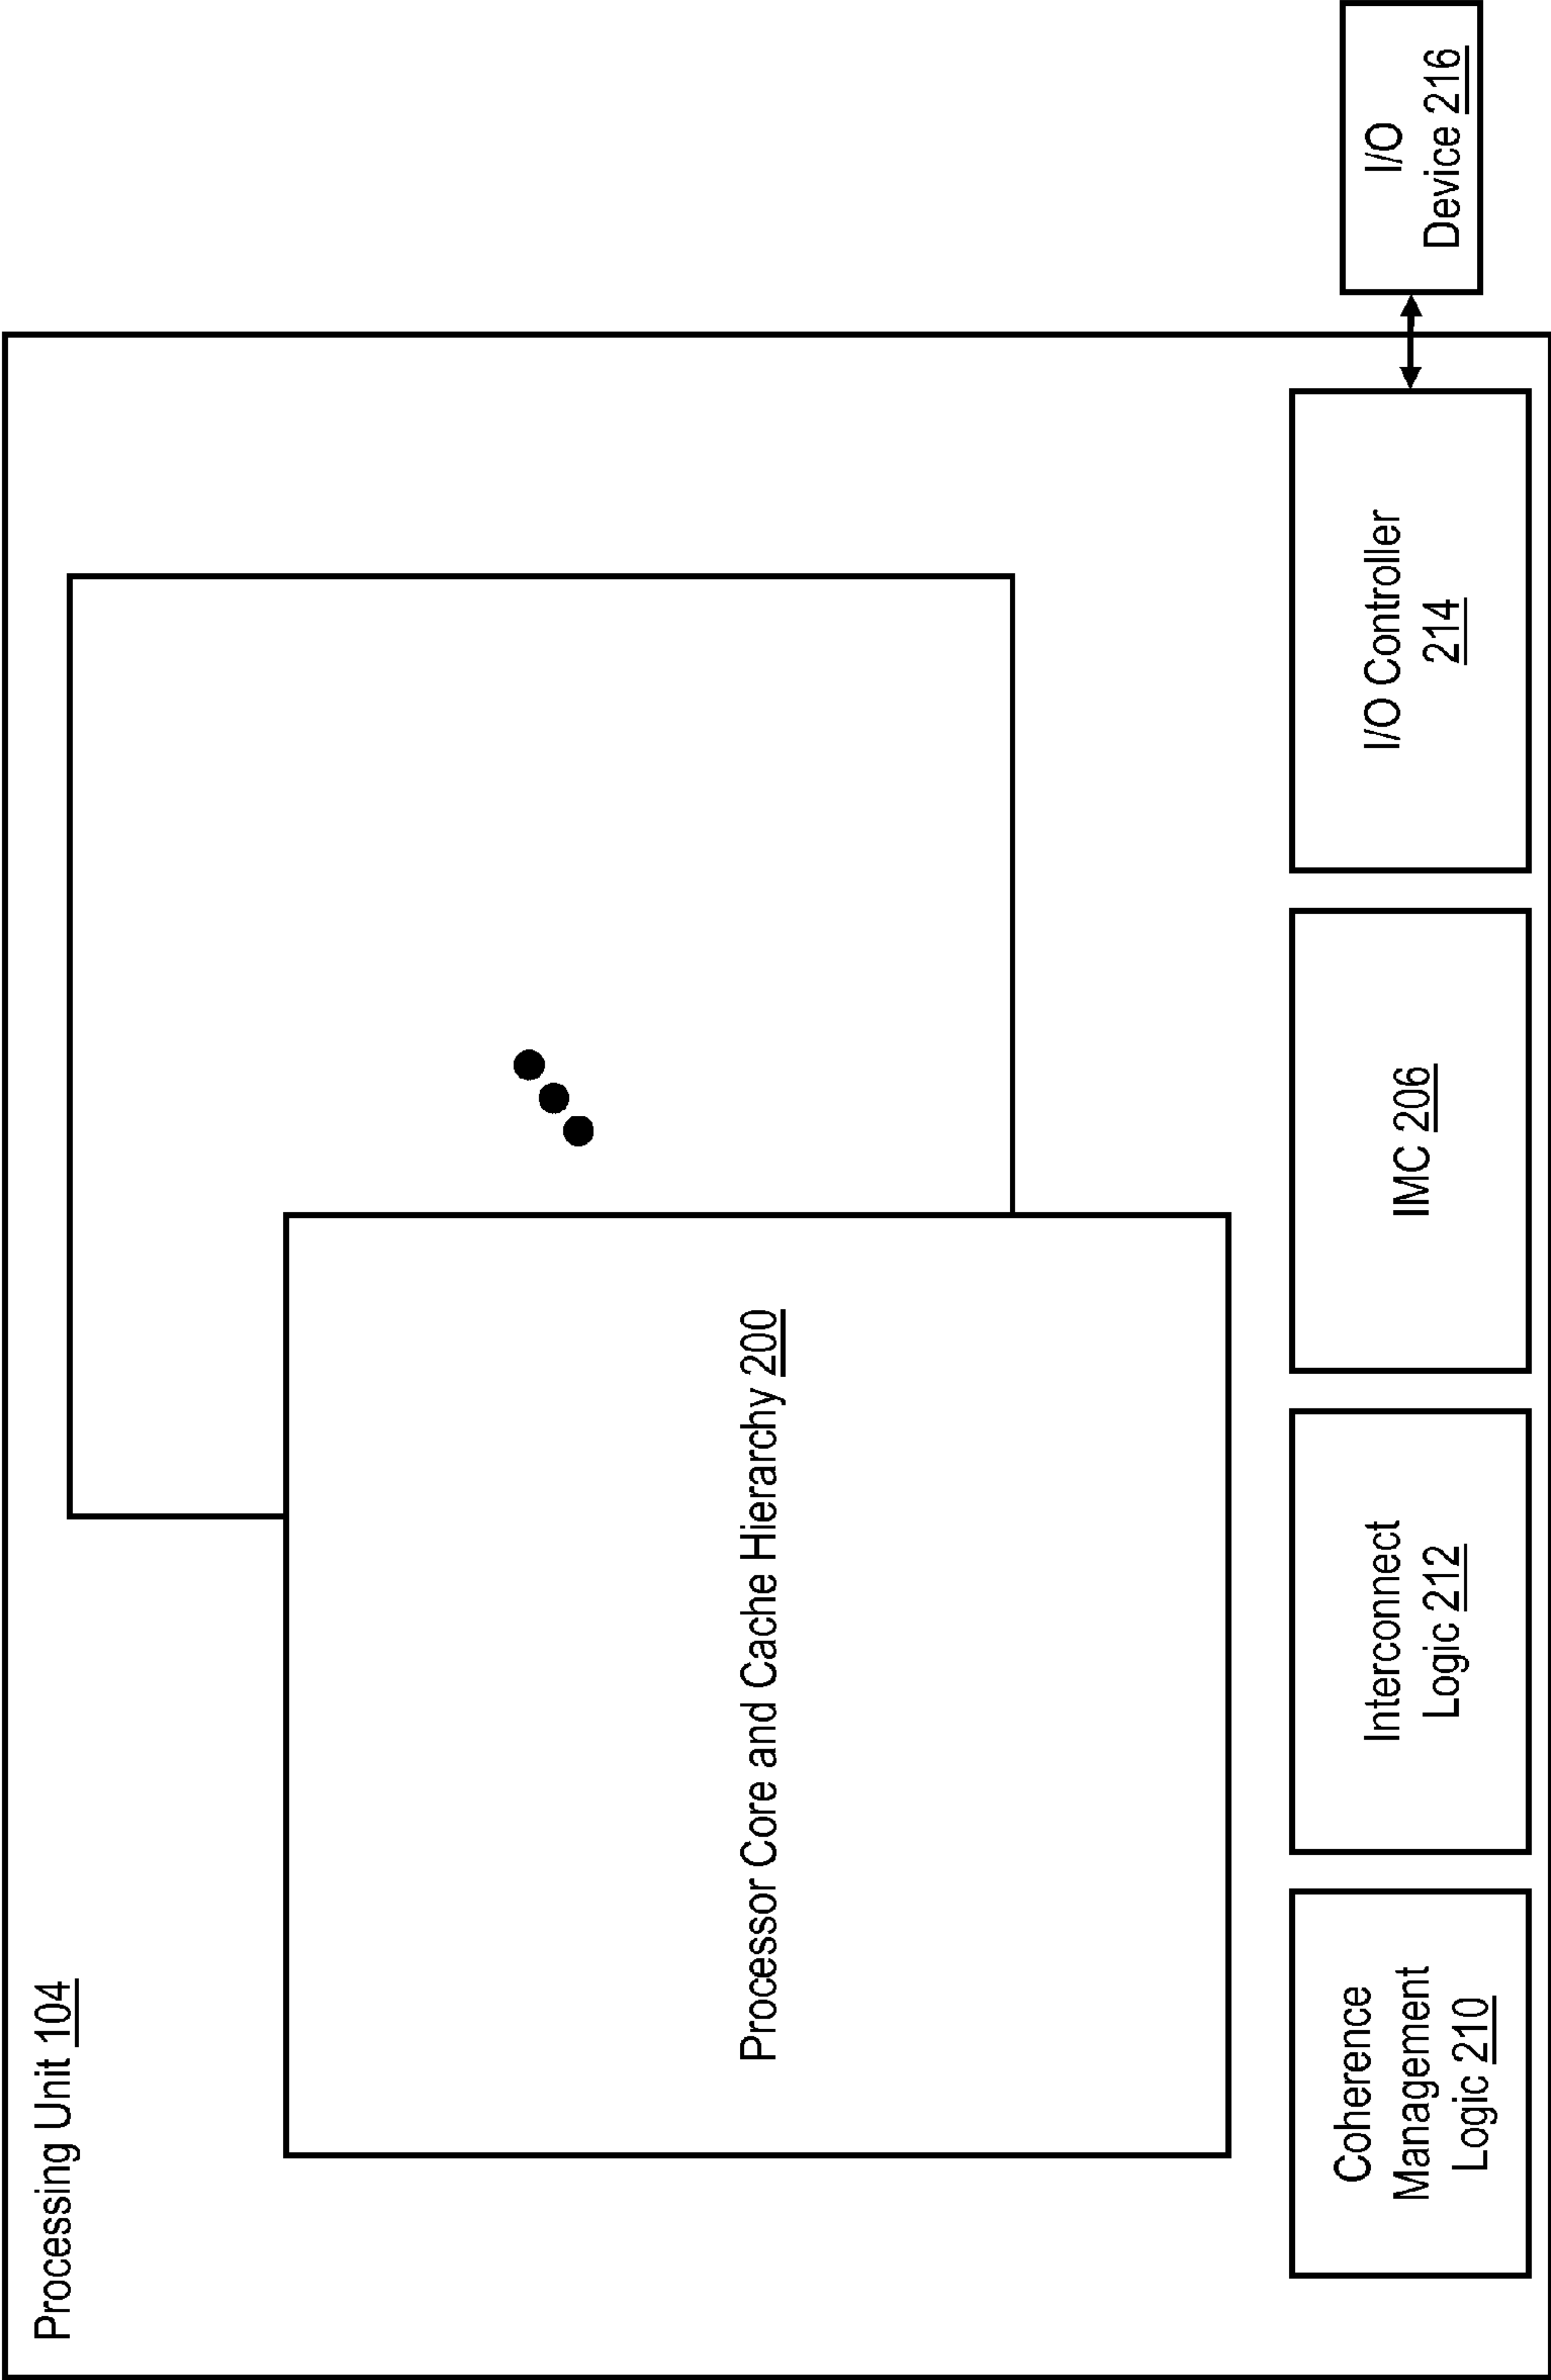 Processing Unit 104
Processor Core and Cache Hierarchy 200
Coherence
Management
Logic 210
Interconnect
Logic 212
IMC 206
I/O Controller
214
I/O
Device 216